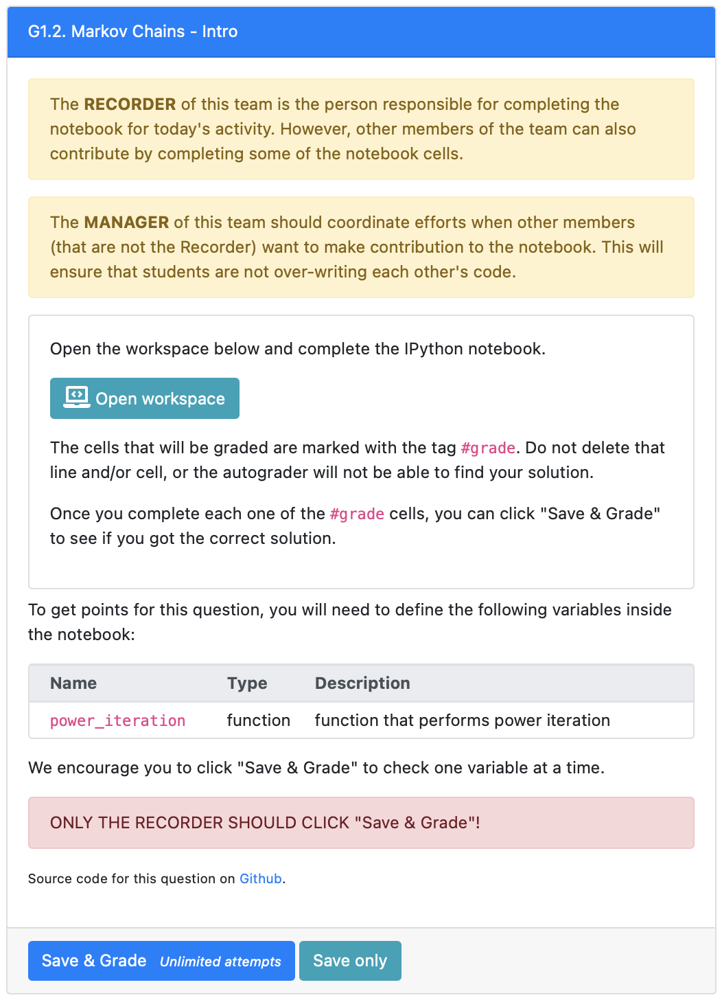 G1.2. Markov Chains - Intro
The RECORDER of this team is the person responsible for completing the
notebook for today's activity. However, other members of the team can also
contribute by completing some of the notebook cells.
The MANAGER of this team should coordinate efforts when other members
(that are not the Recorder) want to make contribution to the notebook. This will
ensure that students are not over-writing each other's code.
Open the workspace below and complete the IPython notebook.
Open workspace
The cells that will be graded are marked with the tag #grade. Do not delete that
line and/or cell, or the autograder will not be able to find your solution.
Once you complete each one of the #grade cells, you can click "Save & Grade"
to see if you got the correct solution.
To get points for this question, you will need to define the following variables inside
the notebook:
Name Type Description
power_iteration function function that performs power iteration
We encourage you to click "Save & Grade" to check one variable at a time.
ONLY THE RECORDER SHOULD CLICK "Save & Grade"!
Source code for this question on Github.
Save & Grade Unlimited attempts Save only